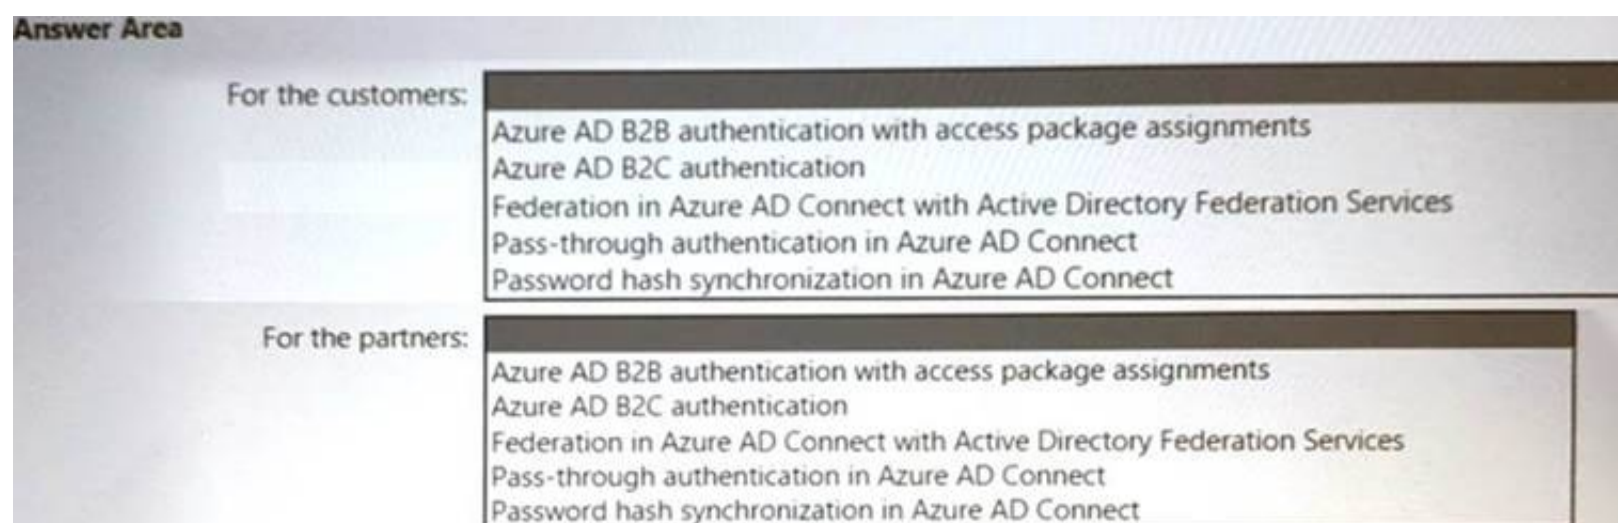 Answer Area
For the customers:
Azure AD B2B authentication with access package assignments
Azure AD B2C authentication
Federation in Azure AD Connect with Active Directory Federation Services
Pass-through authentication in Azure AD Connect
Password hash synchronization in Azure AD Connect
For the partners:
Azure AD B2B authentication with access package assignments
Azure AD B2C authentication
Federation in Azure AD Connect with Active Directory Federation Services
Pass-through authentication in Azure AD Connect
Password hash synchronization in Azure AD Connect